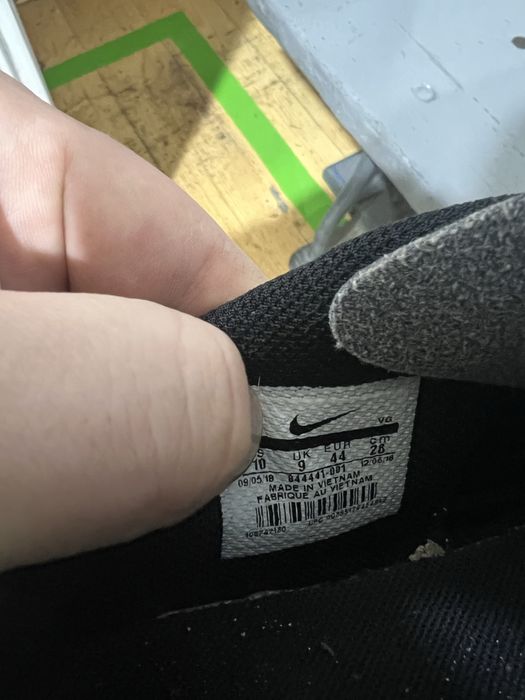 VG
US UK EUR cm
10 9 44 28
09/05/18 844441-001 12/06/18
MADE IN VIETNAM
FABRIQUE AU VIETNAM